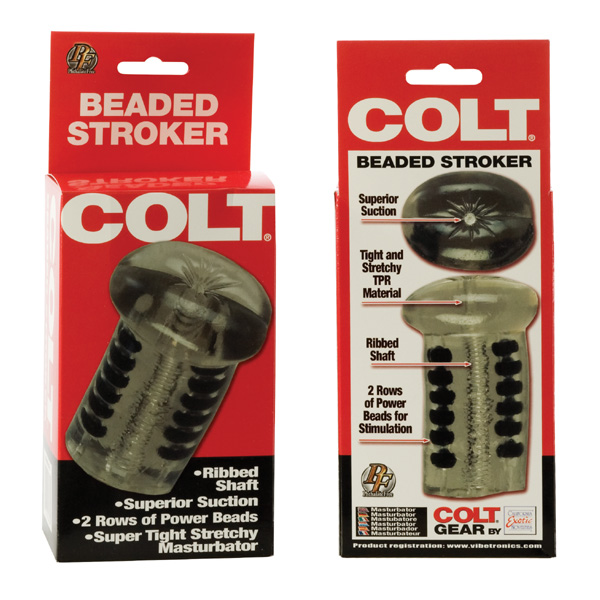 BEADED
STROKER
COLT®
•Ribbed
Shaft
•Superior Suction
•2 Rows of Power Beads
•Super Tight Stretchy
Masturbator
COLT®
BEADED STROKER
Superior
Suction
Tight and
Stretchy
TPR
Material
Ribbed
Shaft
2 Rows
of Power
Beads for
Stimulation
Masturbator
Masturbator
Masturbatore
Masturbator
Masturbador
Masturbateur
COLT®
GEAR BY
California
Exotic
Novelties
Product registration: www.vibetronics.com